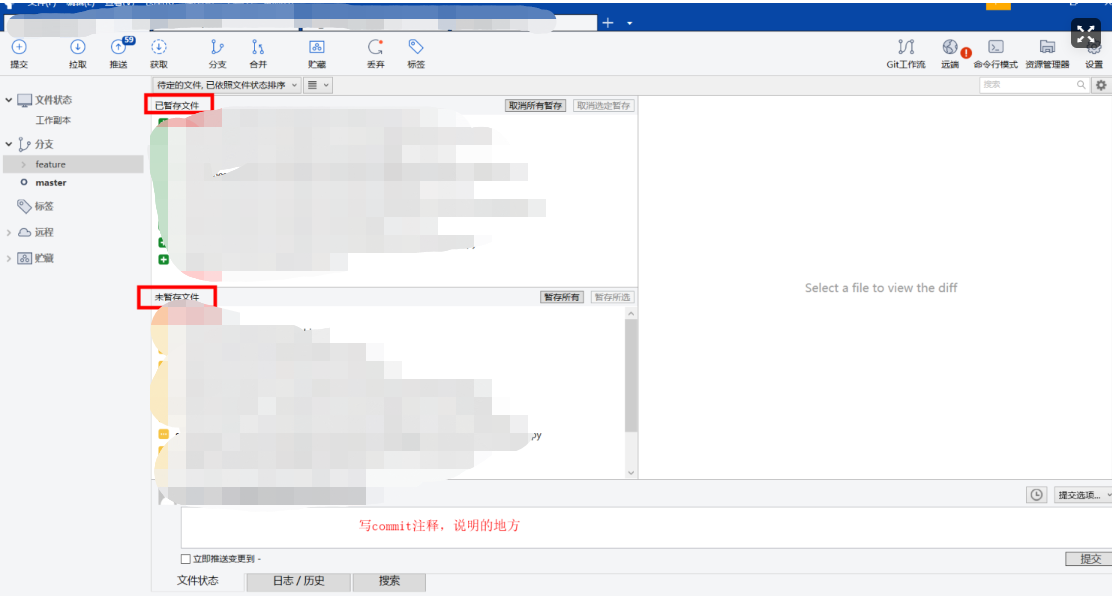 59
提交 拉取 推送 获取 分支 合并 贮藏 丢弃 标签 Git工作流 远端 命令行模式 资源管理器 设置
待定的文件, 已依照文件状态排序
搜索
文件状态
工作副本
分支
feature
master
标签
远程
贮藏
已暂存文件 取消所有暂存 取消选定暂存
未暂存文件 暂存所有 暂存所选
py
Select a file to view the diff
提交选项...
写commit注释，说明的地方
立即推送变更到 -
提交
文件状态 日志 / 历史 搜索